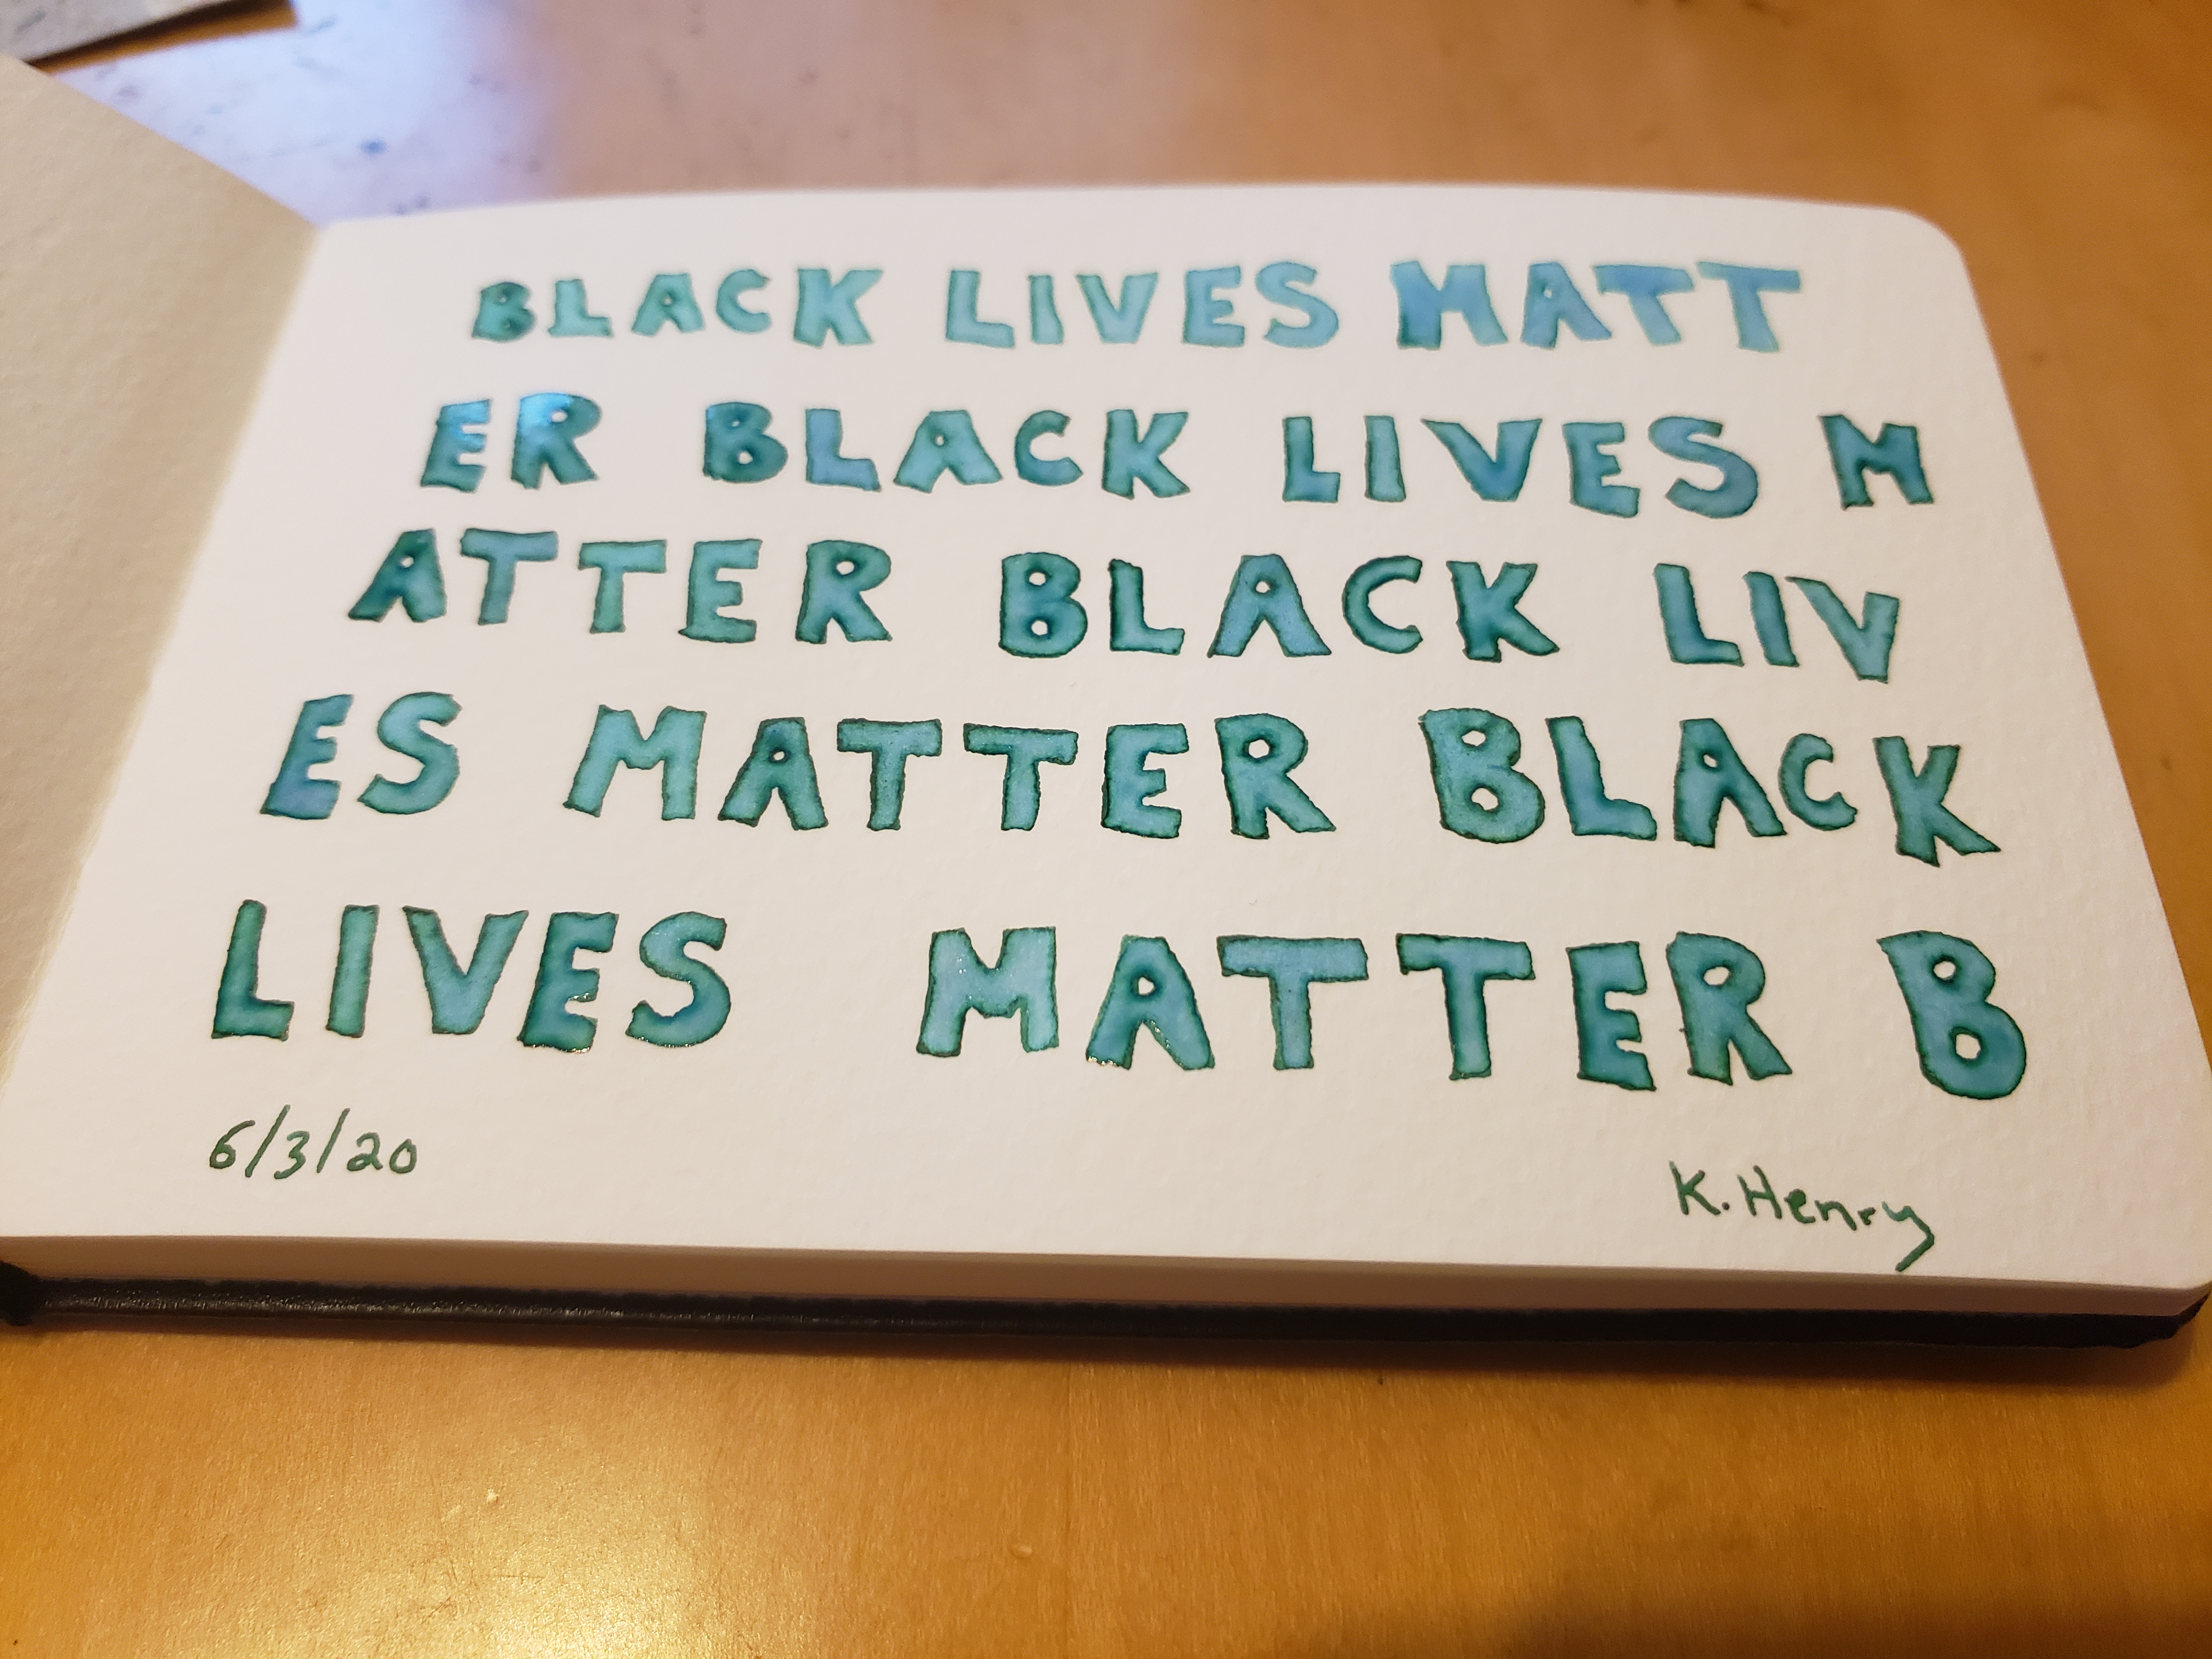 BLACK LIVES MATT
ER BLACK LIVES M
ATTER BLACK LIV
ES MATTER BLACK
LIVES MATTER B
6/3/20
K. Henry